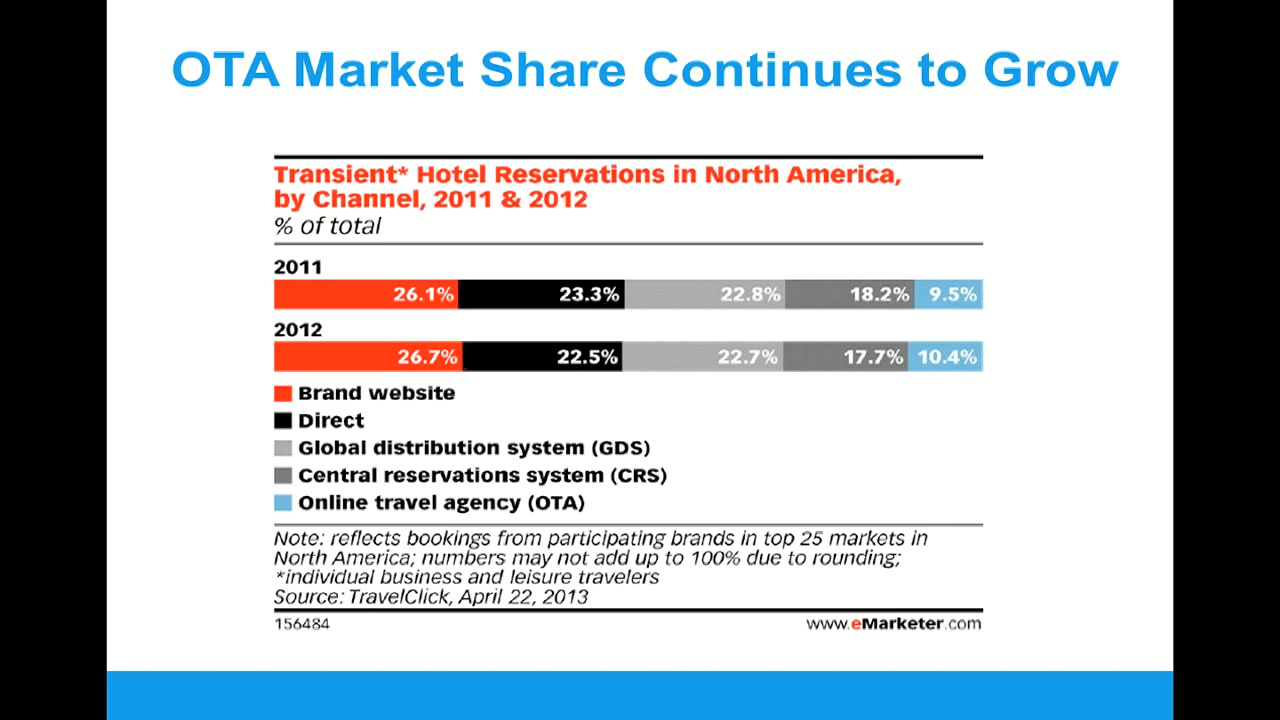 OTA Market Share Continues to Grow
Transient* Hotel Reservations in North America,
by Channel, 2011 & 2012
% of total
2011
26.1% 23.3% 22.8% 18.2% 9.5%
2012
26.7% 22.5% 22.7% 17.7% 10.4%
Brand website
Direct
Global distribution system (GDS)
Central reservations system (CRS)
Online travel agency (OTA)
Note: reflects bookings from participating brands in top 25 markets in
North America; numbers may not add up to 100% due to rounding;
*individual business and leisure travelers
Source: TravelClick, April 22, 2013
156484 www.eMarketer.com